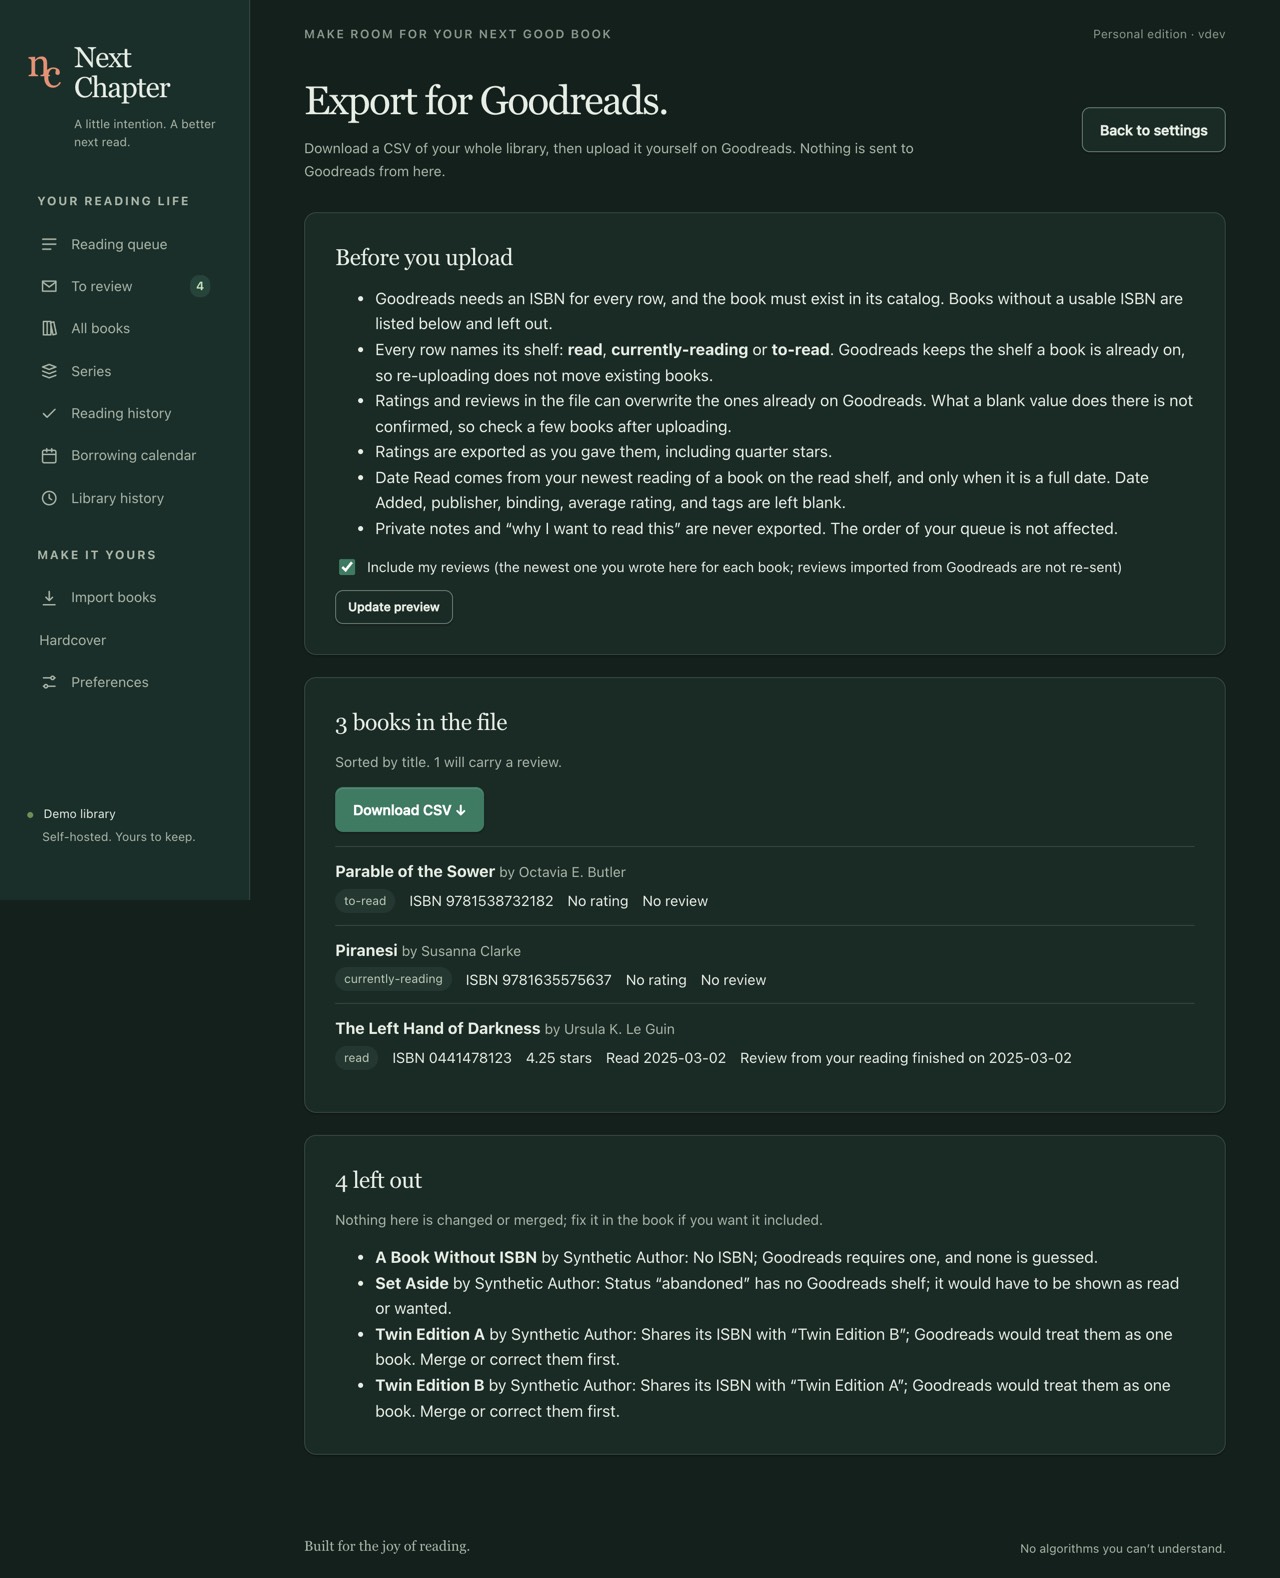 nc
Next
Chapter
A little intention. A better
next read.
YOUR READING LIFE
Reading queue
To review 4
All books
Series
Reading history
Borrowing calendar
Library history
MAKE IT YOURS
Import books
Hardcover
Preferences
Demo library
Self-hosted. Yours to keep.
MAKE ROOM FOR YOUR NEXT GOOD BOOK
Personal edition · vdev
Export for Goodreads.
Download a CSV of your whole library, then upload it yourself on Goodreads. Nothing is sent to
Goodreads from here.
Back to settings
Before you upload
• Goodreads needs an ISBN for every row, and the book must exist in its catalog. Books without a usable ISBN are
listed below and left out.
• Every row names its shelf: read, currently-reading or to-read. Goodreads keeps the shelf a book is already on,
so re-uploading does not move existing books.
• Ratings and reviews in the file can overwrite the ones already on Goodreads. What a blank value does there is not
confirmed, so check a few books after uploading.
• Ratings are exported as you gave them, including quarter stars.
• Date Read comes from your newest reading of a book on the read shelf, and only when it is a full date. Date
Added, publisher, binding, average rating, and tags are left blank.
• Private notes and “why I want to read this” are never exported. The order of your queue is not affected.
Include my reviews (the newest one you wrote here for each book; reviews imported from Goodreads are not re-sent)
Update preview
3 books in the file
Sorted by title. 1 will carry a review.
Download CSV ↓
Parable of the Sower by Octavia E. Butler
to-read ISBN 9781538732182 No rating No review
Piranesi by Susanna Clarke
currently-reading ISBN 9781635575637 No rating No review
The Left Hand of Darkness by Ursula K. Le Guin
read ISBN 0441478123 4.25 stars Read 2025-03-02 Review from your reading finished on 2025-03-02
4 left out
Nothing here is changed or merged; fix it in the book if you want it included.
• A Book Without ISBN by Synthetic Author: No ISBN; Goodreads requires one, and none is guessed.
• Set Aside by Synthetic Author: Status “abandoned” has no Goodreads shelf; it would have to be shown as read
or wanted.
• Twin Edition A by Synthetic Author: Shares its ISBN with “Twin Edition B”; Goodreads would treat them as one
book. Merge or correct them first.
• Twin Edition B by Synthetic Author: Shares its ISBN with “Twin Edition A”; Goodreads would treat them as one
book. Merge or correct them first.
Built for the joy of reading.
No algorithms you can’t understand.